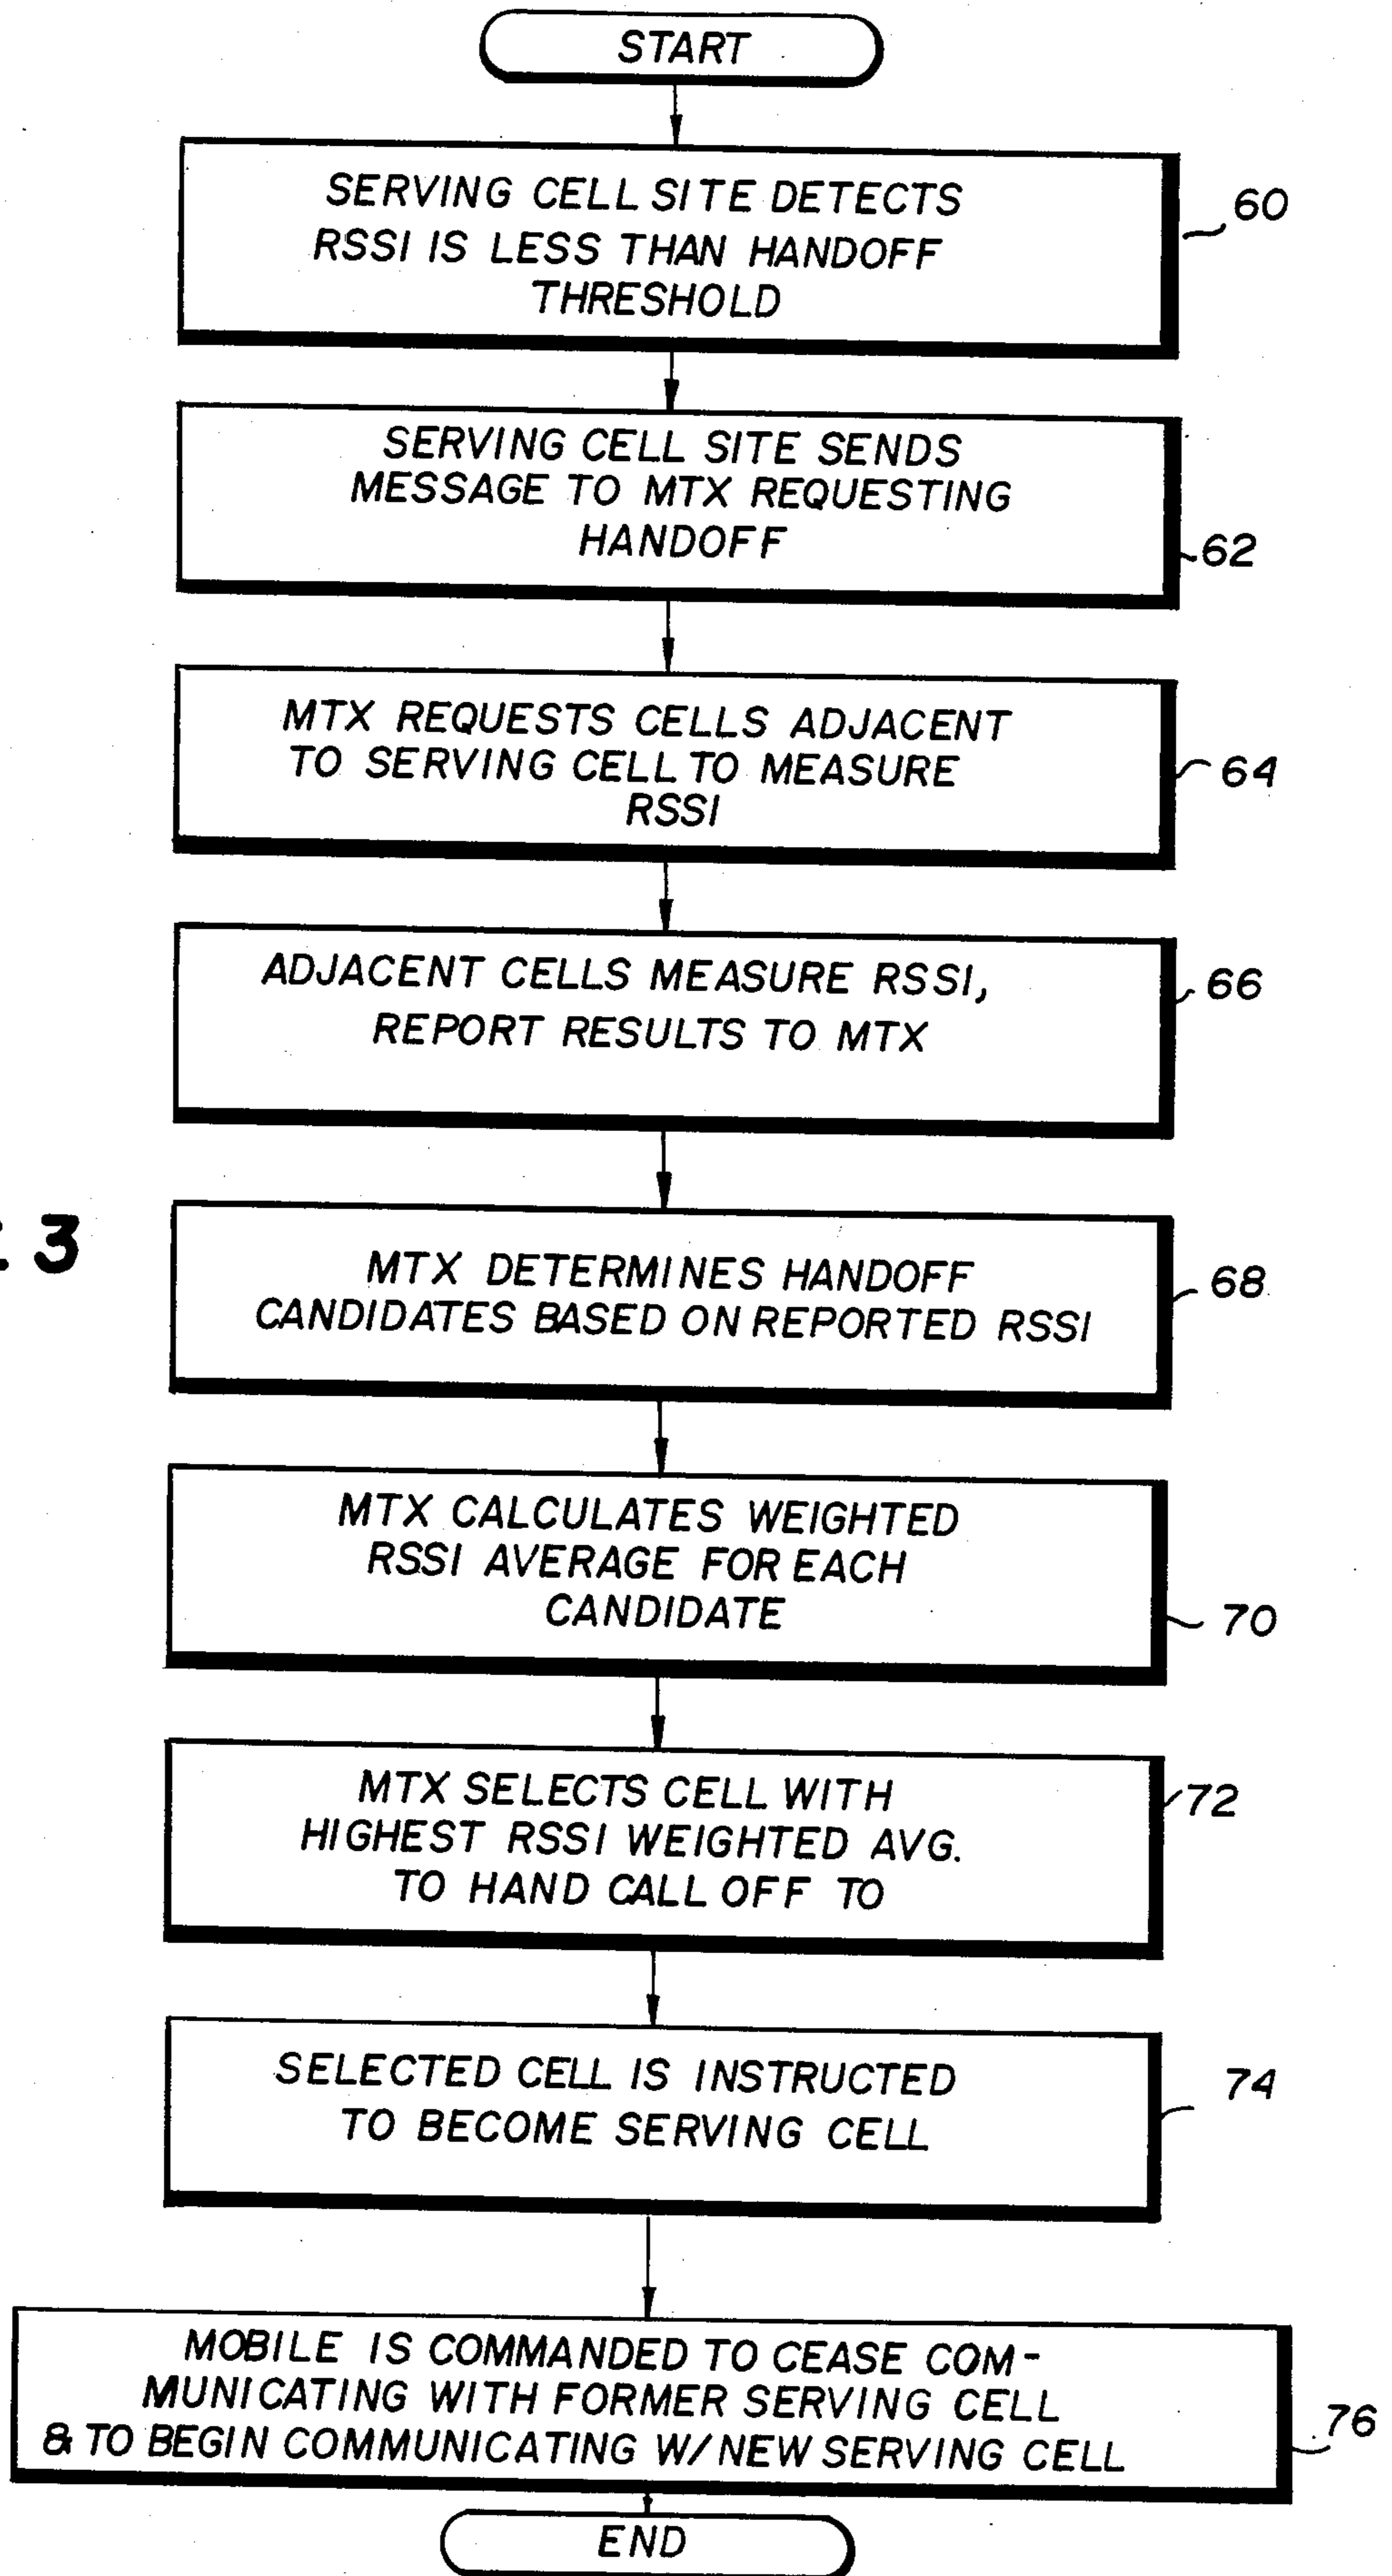 START
SERVING CELL SITE DETECTS
RSSI IS LESS THAN HANDOFF
THRESHOLD
60
SERVING CELL SITE SENDS
MESSAGE TO MTX REQUESTING
HANDOFF
62
MTX REQUESTS CELLS ADJACENT
TO SERVING CELL TO MEASURE
RSSI
64
ADJACENT CELLS MEASURE RSSI,
REPORT RESULTS TO MTX
66
3
MTX DETERMINES HANDOFF
CANDIDATES BASED ON REPORTED RSSI
68
MTX CALCULATES WEIGHTED
RSSI AVERAGE FOR EACH
CANDIDATE
70
MTX SELECTS CELL WITH
HIGHEST RSSI WEIGHTED AVG.
TO HAND CALL OFF TO
72
SELECTED CELL IS INSTRUCTED
TO BECOME SERVING CELL
74
MOBILE IS COMMANDED TO CEASE COM-
MUNICATING WITH FORMER SERVING CELL
& TO BEGIN COMMUNICATING W/NEW SERVING CELL
76
END